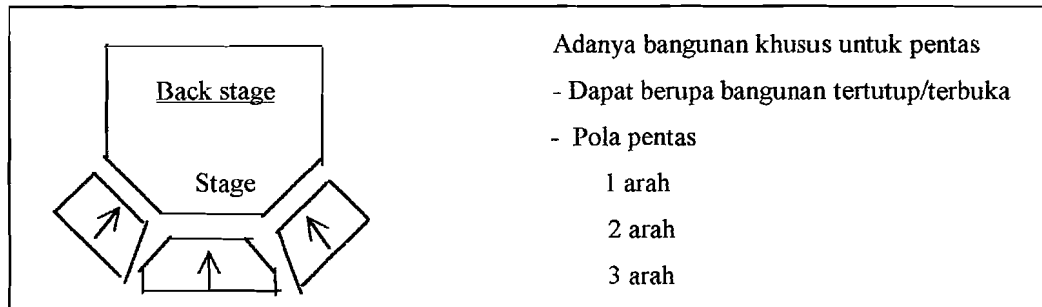 Back stage
Stage
Adanya bangunan khusus untuk pentas
- Dapat berupa bangunan tertutup/terbuka
- Pola pentas
1 arah
2 arah
3 arah